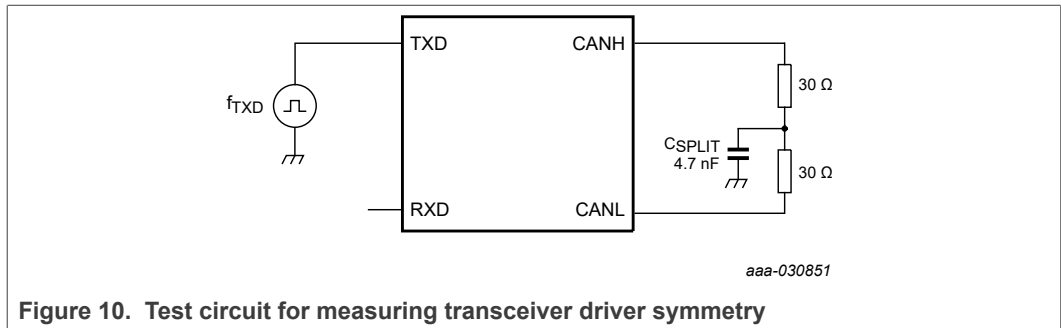 TXD
CANH
fTXD
30 Ω
CSPLIT
4.7 nF
30 Ω
RXD
CANL
aaa-030851
Figure 10. Test circuit for measuring transceiver driver symmetry